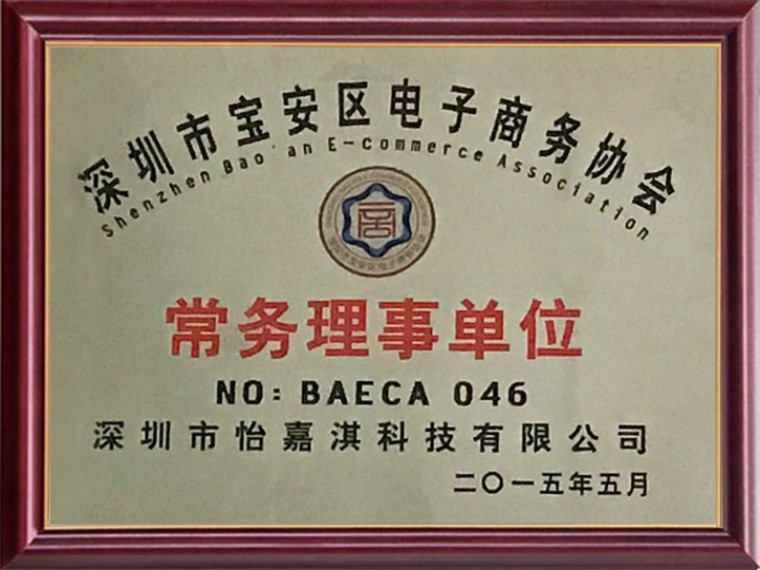 深圳市宝安区电子商务协会
Shenzhen Bao'an E-commerce Association
常务理事单位
NO: BAECA 046
深圳市怡嘉淇科技有限公司
二〇一五年五月